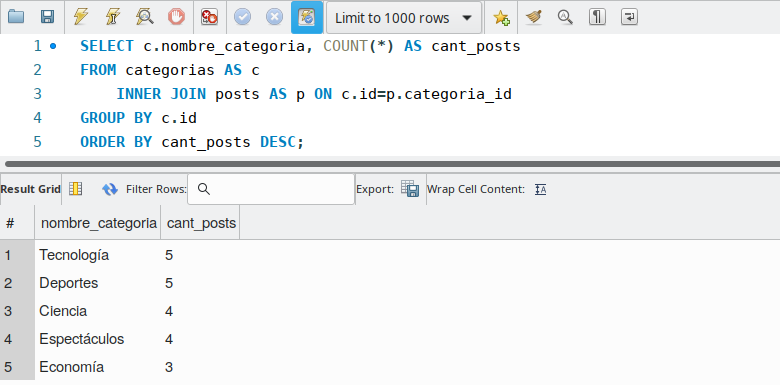 Limit to 1000 rows
1 SELECT c.nombre_categoria, COUNT(*) AS cant_posts
2 FROM categorias AS c
3 INNER JOIN posts AS p ON c.id=p.categoria_id
4 GROUP BY c.id
5 ORDER BY cant_posts DESC;
Result Grid Filter Rows: Export: Wrap Cell Content:
# nombre_categoria cant_posts
1 Tecnología 5
2 Deportes 5
3 Ciencia 4
4 Espectáculos 4
5 Economía 3